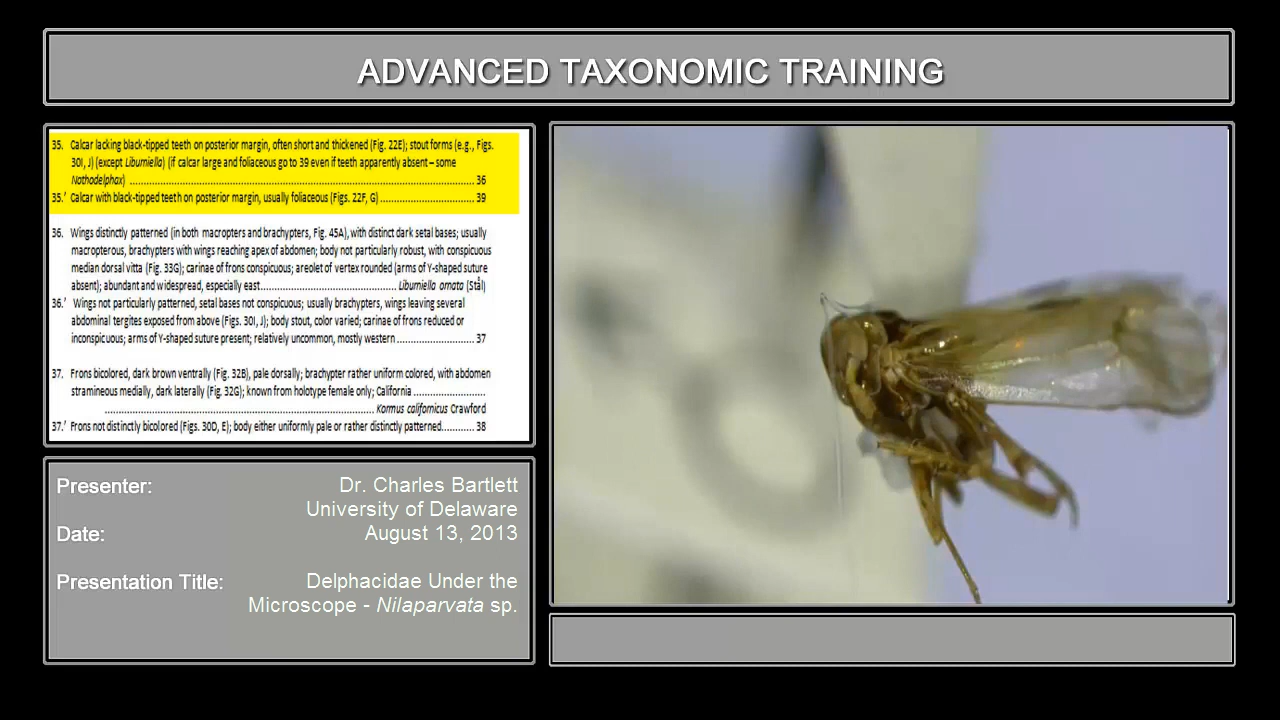 ADVANCED TAXONOMIC TRAINING
35. Calcar lacking black-tipped teeth on posterior margin, often short and thickened (Fig. 22E); stout forms (e.g., Figs.
30I, J) (except Liburniella) (if calcar large and foliaceous go to 39 even if teeth apparently absent – some
Nothodelphax) ........................................................................................................ 36
35.' Calcar with black-tipped teeth on posterior margin, usually foliaceous (Figs. 22F, G) ............................... 39
36. Wings distinctly patterned (in both macropters and brachypters, Fig. 45A), with distinct dark setal bases; usually
macropterous, brachypters with wings reaching apex of abdomen; body not particularly robust, with conspicuous
median dorsal vitta (Fig. 33G); carinae of frons conspicuous; areolet of vertex rounded (arms of Y-shaped suture
absent); abundant and widespread, especially east............................................. Liburniella ornata (Stål)
36.' Wings not particularly patterned, setal bases not conspicuous; usually brachypters, wings leaving several
abdominal tergites exposed from above (Figs. 30I, J); body stout, color varied; carinae of frons reduced or
inconspicuous; arms of Y-shaped suture present; relatively uncommon, mostly western ......................... 37
37. Frons bicolored, dark brown ventrally (Fig. 32B), pale dorsally; brachypter rather uniform colored, with abdomen
stramineous medially, dark laterally (Fig. 32G); known from holotype female only; California ........................
.......................................................................................... Kormus californicus Crawford
37.' Frons not distinctly bicolored (Figs. 30D, E); body either uniformly pale or rather distinctly patterned............ 38
Presenter: Dr. Charles Bartlett
University of Delaware
Date: August 13, 2013
Presentation Title: Delphacidae Under the
Microscope - Nilaparvata sp.